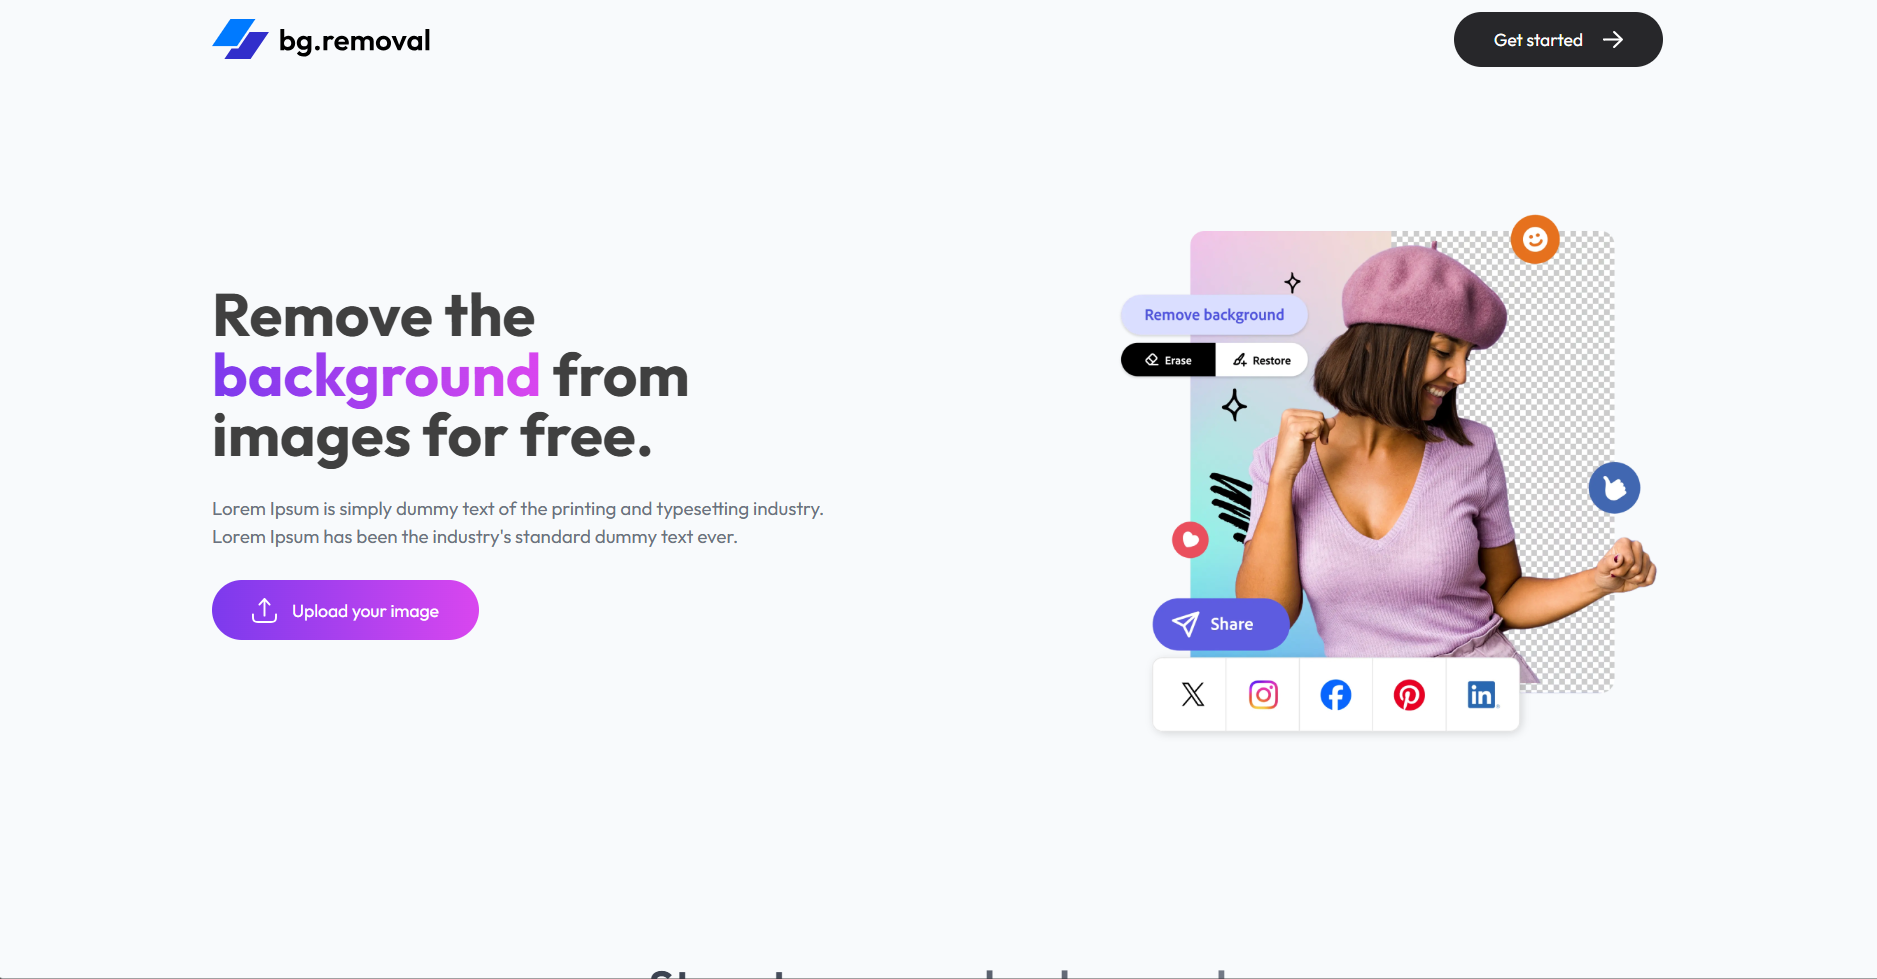 bg.removal
Get started
Remove the
background from
images for free.
Lorem Ipsum is simply dummy text of the printing and typesetting industry.
Lorem Ipsum has been the industry's standard dummy text ever.
Upload your image
Remove background
Erase
Restore
Share